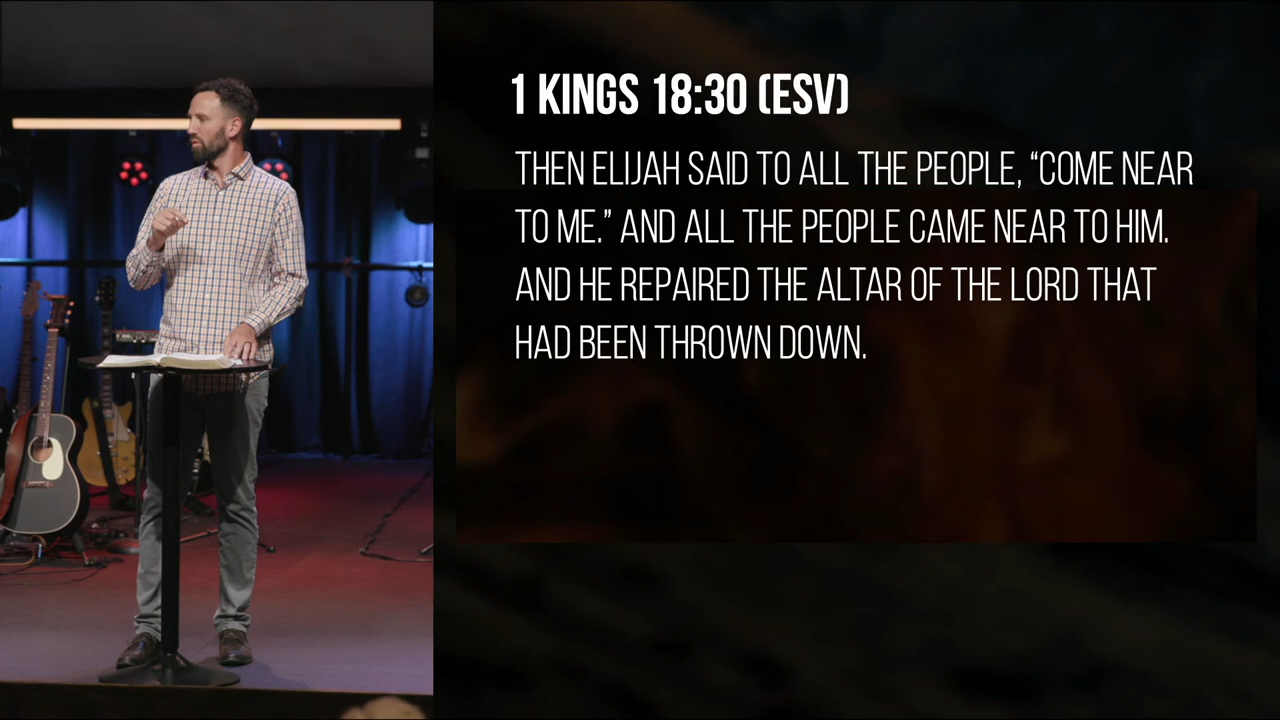 1 KINGS 18:30 (ESV)
THEN ELIJAH SAID TO ALL THE PEOPLE, “COME NEAR
TO ME.” AND ALL THE PEOPLE CAME NEAR TO HIM.
AND HE REPAIRED THE ALTAR OF THE LORD THAT
HAD BEEN THROWN DOWN.